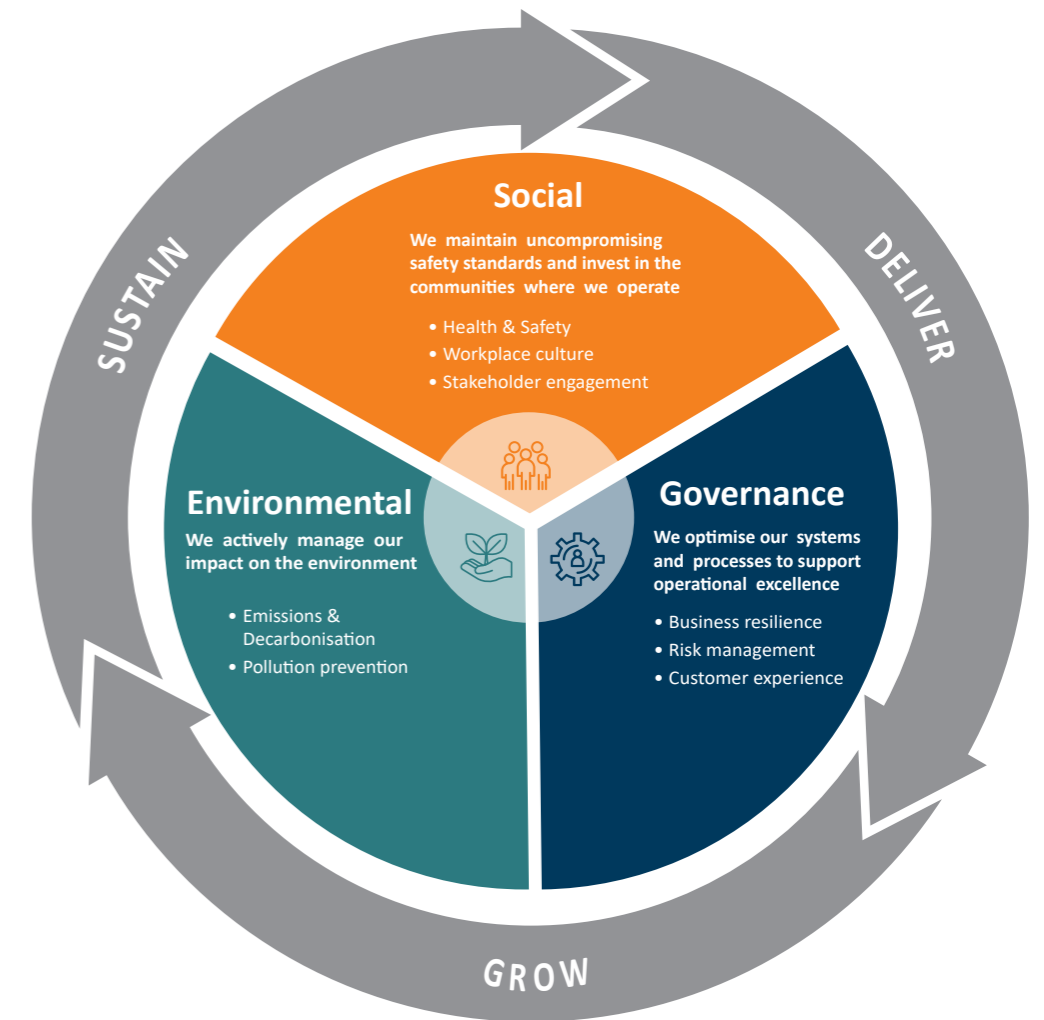 SUSTAIN
DELIVER
Social
We maintain uncompromising
safety standards and invest in the
communities where we operate
• Health & Safety
• Workplace culture
• Stakeholder engagement
Environmental
We actively manage our
impact on the environment
• Emissions &
Decarbonisation
• Pollution prevention
Governance
We optimise our systems
and processes to support
operational excellence
• Business resilience
• Risk management
• Customer experience
GROW